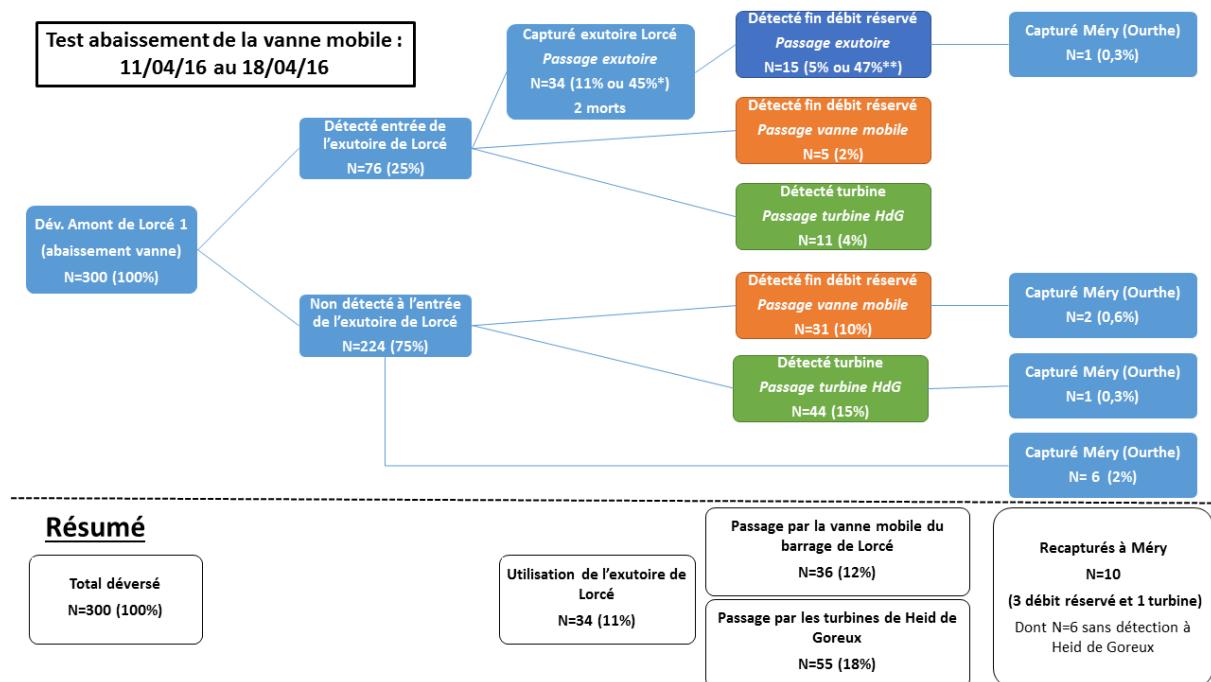 Test abaissement de la vanne mobile :
11/04/16 au 18/04/16
Capturé exutoire Lorcé
Passage exutoire
N=34 (11% ou 45%*)
2 morts
Détecté fin débit réservé
Passage exutoire
N=15 (5% ou 47%**)
Capturé Méry (Ourthe)
N=1 (0,3%)
Détecté entrée de
l'exutoire de Lorcé
N=76 (25%)
Détecté fin débit réservé
Passage vanne mobile
N=5 (2%)
Détecté turbine
Passage turbine HdG
N=11 (4%)
Dév. Amont de Lorcé 1
(abaissement vanne)
N=300 (100%)
Non détecté à l'entrée
de l'exutoire de Lorcé
N=224 (75%)
Détecté fin débit réservé
Passage vanne mobile
N=31 (10%)
Capturé Méry (Ourthe)
N=2 (0,6%)
Détecté turbine
Passage turbine HdG
N=44 (15%)
Capturé Méry (Ourthe)
N=1 (0,3%)
Capturé Méry (Ourthe)
N= 6 (2%)
Résumé
Total déversé
N=300 (100%)
Utilisation de l'exutoire de
Lorcé
N=34 (11%)
Passage par la vanne mobile du
barrage de Lorcé
N=36 (12%)
Passage par les turbines de Heid de
Goreux
N=55 (18%)
Recapturés à Méry
N=10
(3 débit réservé et 1 turbine)
Dont N=6 sans détection à
Heid de Goreux